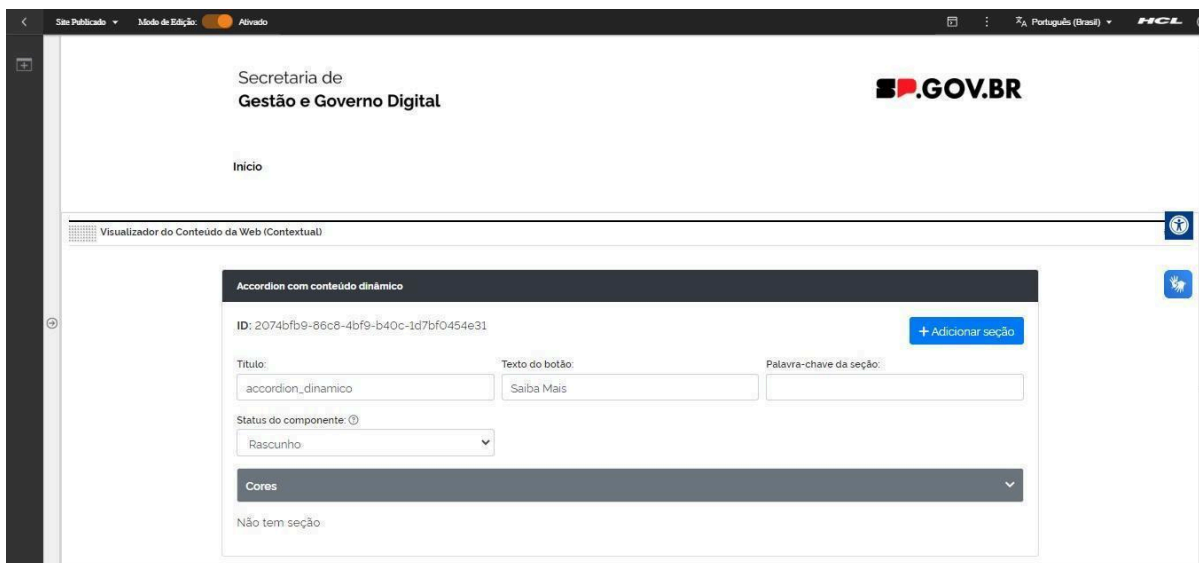 Site Publicado Modo de Edição: Ativado Português (Brasil) HCL
Secretaria de
Gestão e Governo Digital
SP.GOV.BR
Início
Visualizador do Conteúdo da Web (Contextual)
Accordion com conteúdo dinâmico
ID: 2074bfb9-86c8-4bf9-b40c-1d7bf0454e31
+ Adicionar seção
Título: Texto do botão: Palavra-chave da seção:
accordion_dinamico Saiba Mais
Status do componente:
Rascunho
Cores
Não tem seção